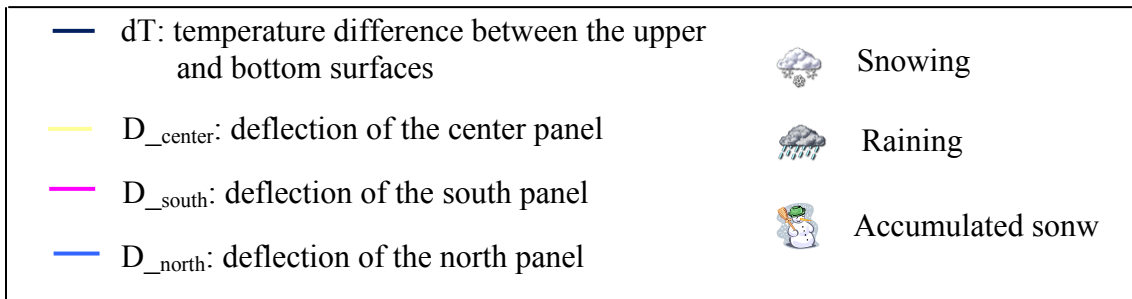 dT: temperature difference between the upper
and bottom surfaces
D_center: deflection of the center panel
D_south: deflection of the south panel
D_north: deflection of the north panel
Snowing
Raining
Accumulated sonw